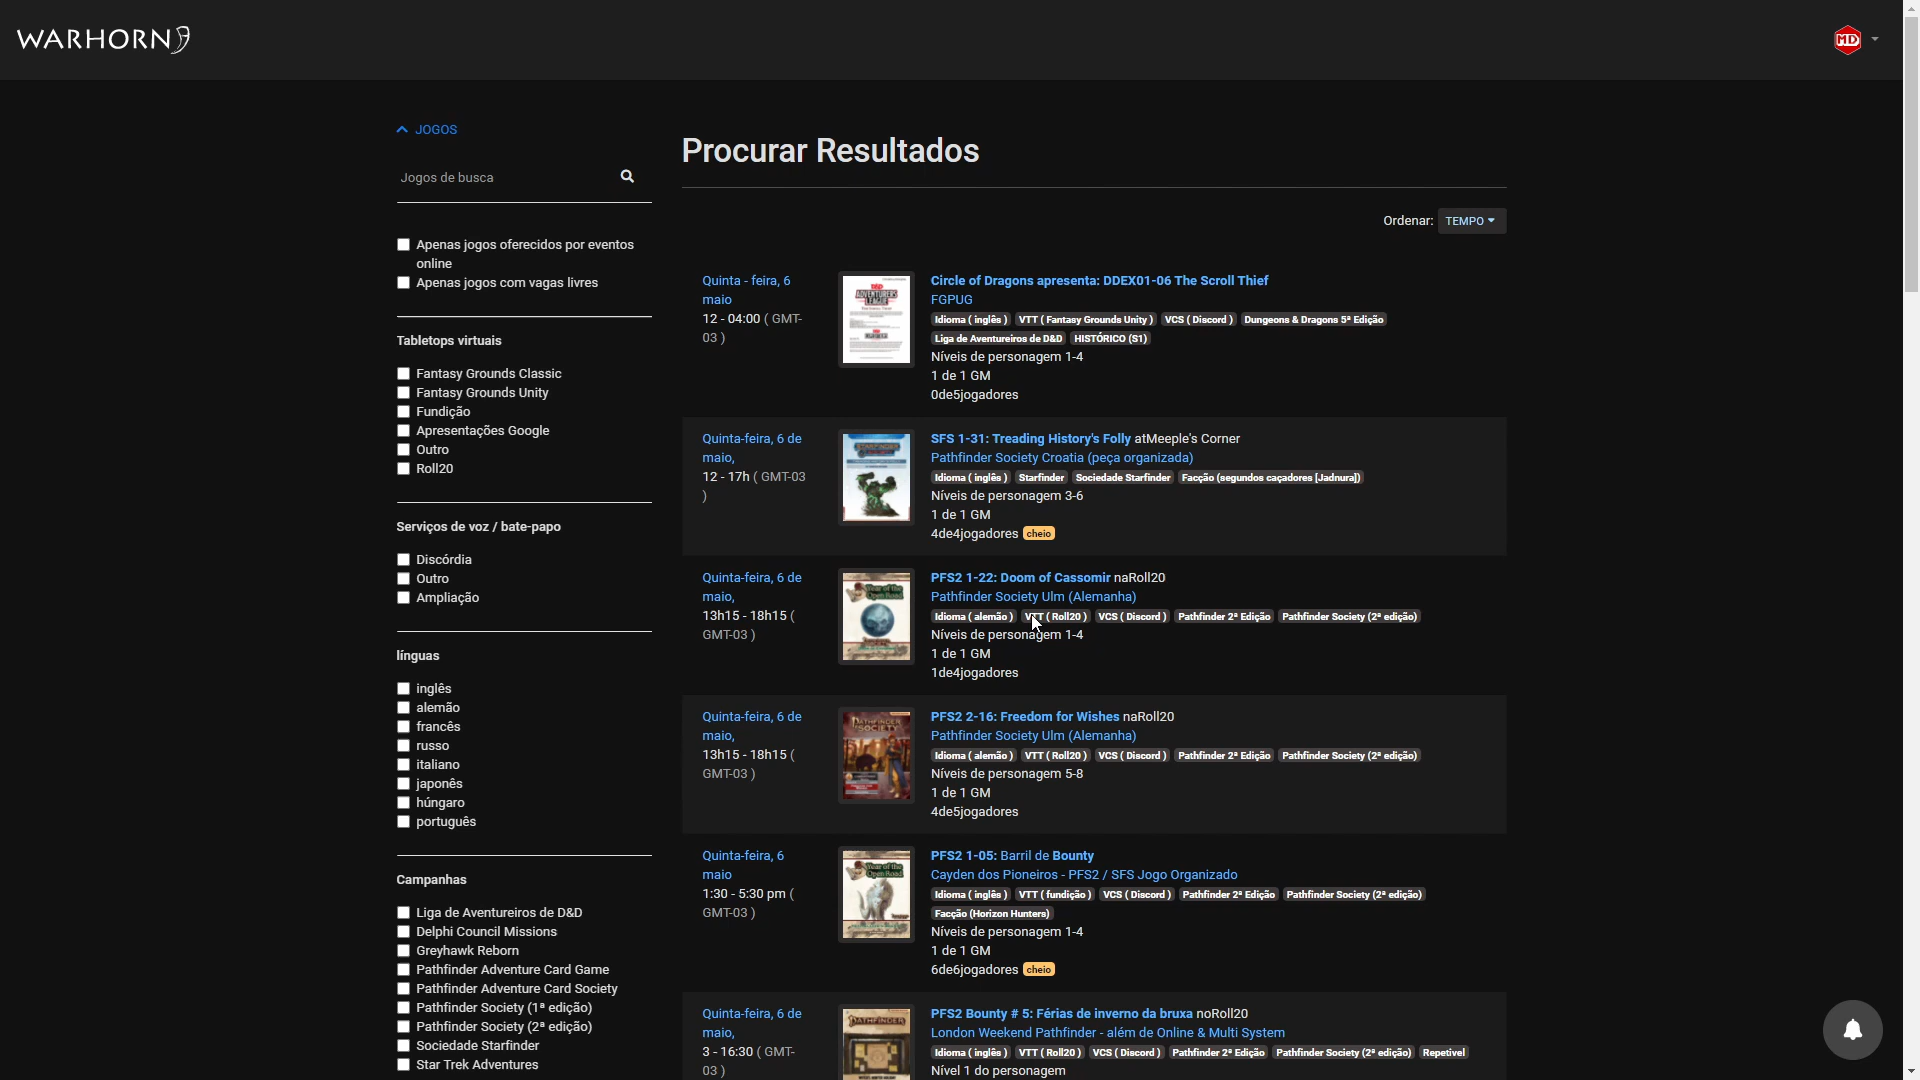 WARHORN
MD
JOGOS
Jogos de busca
Apenas jogos oferecidos por eventos
online
Apenas jogos com vagas livres
Tabletops virtuais
Fantasy Grounds Classic
Fantasy Grounds Unity
Fundição
Apresentações Google
Outro
Roll20
Serviços de voz / bate-papo
Discórdia
Outro
Ampliação
línguas
inglês
alemão
francês
russo
italiano
japonês
húngaro
português
Campanhas
Liga de Aventureiros de D&D
Delphi Council Missions
Greyhawk Reborn
Pathfinder Adventure Card Game
Pathfinder Adventure Card Society
Pathfinder Society (1ª edição)
Pathfinder Society (2ª edição)
Sociedade Starfinder
Star Trek Adventures
Procurar Resultados
Ordenar: TEMPO
Quinta - feira, 6
maio
12 - 04:00 ( GMT-
03 )
Circle of Dragons apresenta: DDEX01-06 The Scroll Thief
FGPUG
Idioma ( inglês ) VTT ( Fantasy Grounds Unity ) VCS ( Discord ) Dungeons & Dragons 5ª Edição
Liga de Aventureiros de D&D HISTÓRICO (S1)
Níveis de personagem 1-4
1 de 1 GM
0de5jogadores
Quinta-feira, 6 de
maio,
12 - 17h ( GMT-03
)
SFS 1-31: Treading History's Folly atMeeple's Corner
Pathfinder Society Croatia (peça organizada)
Idioma ( inglês ) Starfinder Sociedade Starfinder Facção (segundos caçadores [Jadnura])
Níveis de personagem 3-6
1 de 1 GM
4de4jogadores cheio
Quinta-feira, 6 de
maio,
13h15 - 18h15 (
GMT-03 )
Year of the
Open Road
PFS2 1-22: Doom of Cassomir naRoll20
Pathfinder Society Ulm (Alemanha)
Idioma ( alemão ) VTT ( Roll20 ) VCS ( Discord ) Pathfinder 2ª Edição Pathfinder Society (2ª edição)
Níveis de personagem 1-4
1 de 1 GM
1de4jogadores
Quinta-feira, 6 de
maio,
13h15 - 18h15 (
GMT-03 )
PATHFINDER
SOCIETY
PFS2 2-16: Freedom for Wishes naRoll20
Pathfinder Society Ulm (Alemanha)
Idioma ( alemão ) VTT ( Roll20 ) VCS ( Discord ) Pathfinder 2ª Edição Pathfinder Society (2ª edição)
Níveis de personagem 5-8
1 de 1 GM
4de5jogadores
Quinta-feira, 6
maio
1:30 - 5:30 pm (
GMT-03 )
Year of the
Open Road
PFS2 1-05: Barril de Bounty
Cayden dos Pioneiros - PFS2 / SFS Jogo Organizado
Idioma ( inglês ) VTT ( fundição ) VCS ( Discord ) Pathfinder 2ª Edição Pathfinder Society (2ª edição)
Facção (Horizon Hunters)
Níveis de personagem 1-4
1 de 1 GM
6de6jogadores cheio
Quinta-feira, 6 de
maio,
3 - 16:30 ( GMT-
03 )
PATHFINDER
PFS2 Bounty # 5: Férias de inverno da bruxa noRoll20
London Weekend Pathfinder - além de Online & Multi System
Idioma ( inglês ) VTT ( Roll20 ) VCS ( Discord ) Pathfinder 2ª Edição Pathfinder Society (2ª edição) Repetivel
Nível 1 do personagem